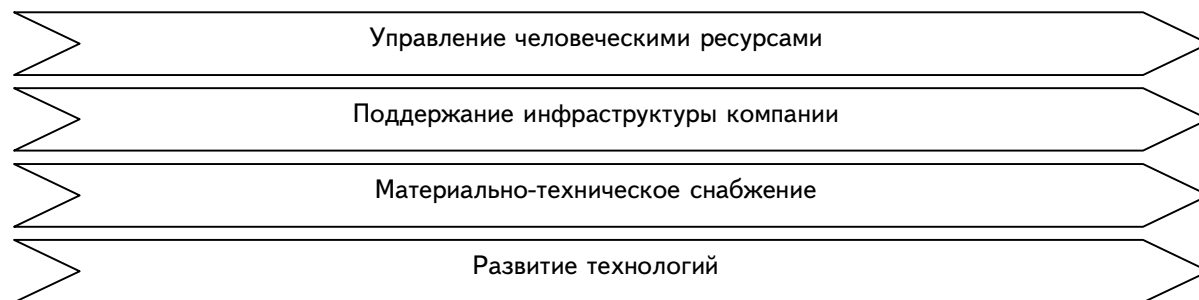 Управление человеческими ресурсами
Поддержание инфраструктуры компании
Материально-техническое снабжение
Развитие технологий